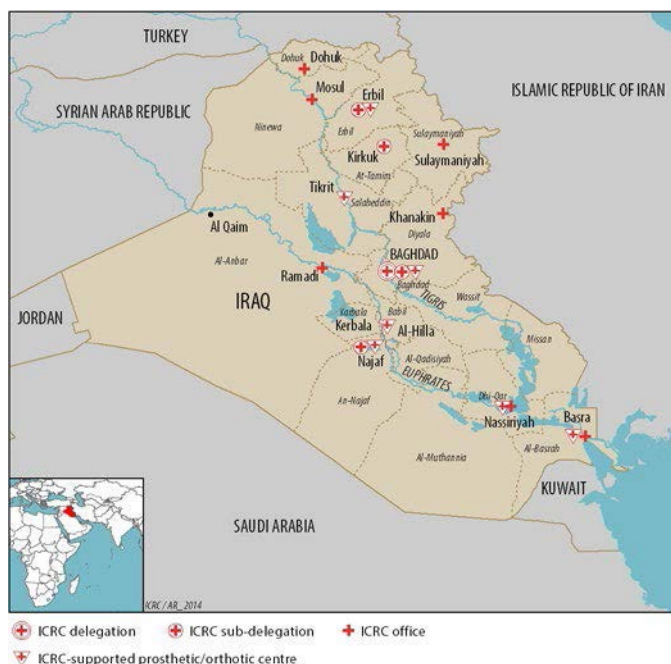 TURKEY
Dohuk
Dohuk
Mosul
Erbil
ISLAMIC REPUBLIC OF IRAN
SYRIAN ARAB REPUBLIC
Ninewa
Erbil
Sulaymaniyah
Kirkuk
Sulaymaniyah
At-Tamim
Tikrit
Salaheddin
Khanakin
Al Qaim
Diyala
BAGHDAD
Al-Anbar
Ramadi
Baghdad
TIGRIS
Wassit
IRAQ
JORDAN
Karbala
Babil
Kerbala
Al-Hilla
Missan
Najaf
Al-Qadisiyah
EUPHRATES
An-Najaf
Dhi-Qar
Nassiriyah
Basra
Al-Muthannia
Al-Basrah
KUWAIT
SAUDI ARABIA
ICRC / AR_2014
ICRC delegation
ICRC sub-delegation
ICRC office
ICRC-supported prosthetic/orthotic centre